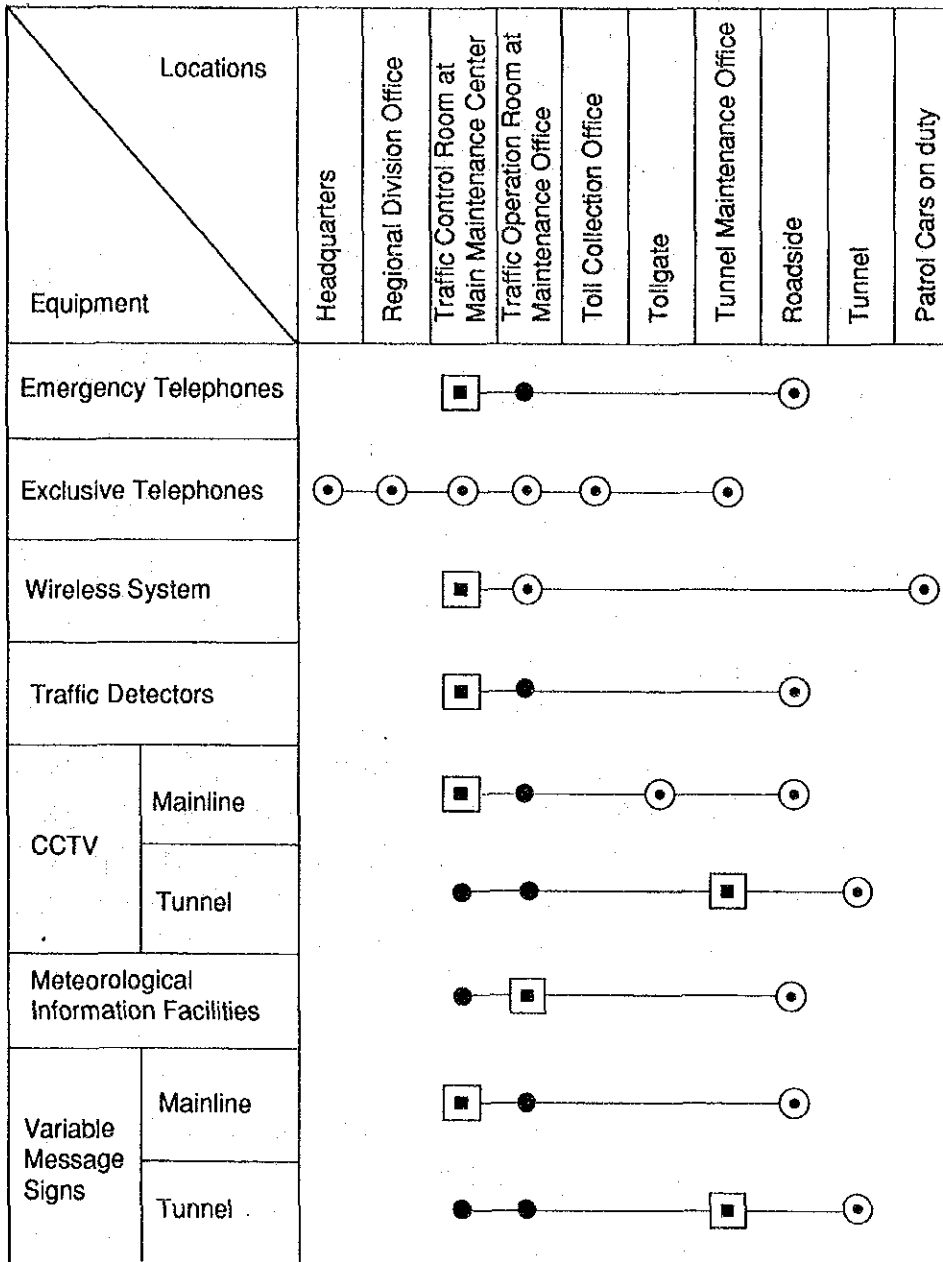 Locations
Equipment
Headquarters
Regional Division Office
Traffic Control Room at
Main Maintenance Center
Traffic Operation Room at
Maintenance Office
Toll Collection Office
Tollgate
Tunnel Maintenance Office
Roadside
Tunnel
Patrol Cars on duty
Emergency Telephones
Exclusive Telephones
Wireless System
Traffic Detectors
CCTV
Mainline
Tunnel
Meteorological
Information Facilities
Variable
Message
Signs
Mainline
Tunnel